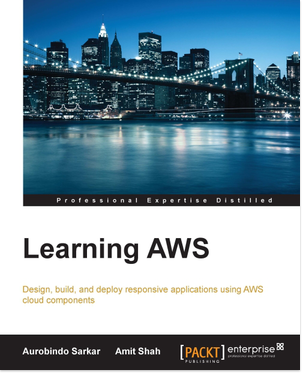 Professional Expertise Distilled
Learning AWS
Design, build, and deploy responsive applications using AWS
cloud components
Aurobindo Sarkar Amit Shah
[PACKT] enterprise
PUBLISHING professional expertise distilled